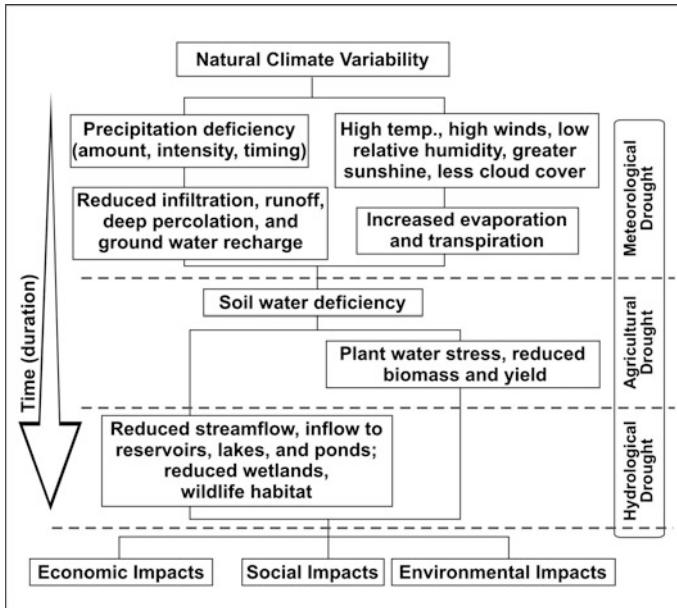 Natural Climate Variability
Precipitation deficiency
(amount, intensity, timing)
High temp., high winds, low
relative humidity, greater
sunshine, less cloud cover
Reduced infiltration, runoff,
deep percolation, and
ground water recharge
Increased evaporation
and transpiration
Meteorological
Drought
Soil water deficiency
Plant water stress, reduced
biomass and yield
Agricultural
Drought
Time (duration)
Reduced streamflow, inflow to
reservoirs, lakes, and ponds;
reduced wetlands,
wildlife habitat
Hydrological
Drought
Economic Impacts
Social Impacts
Environmental Impacts